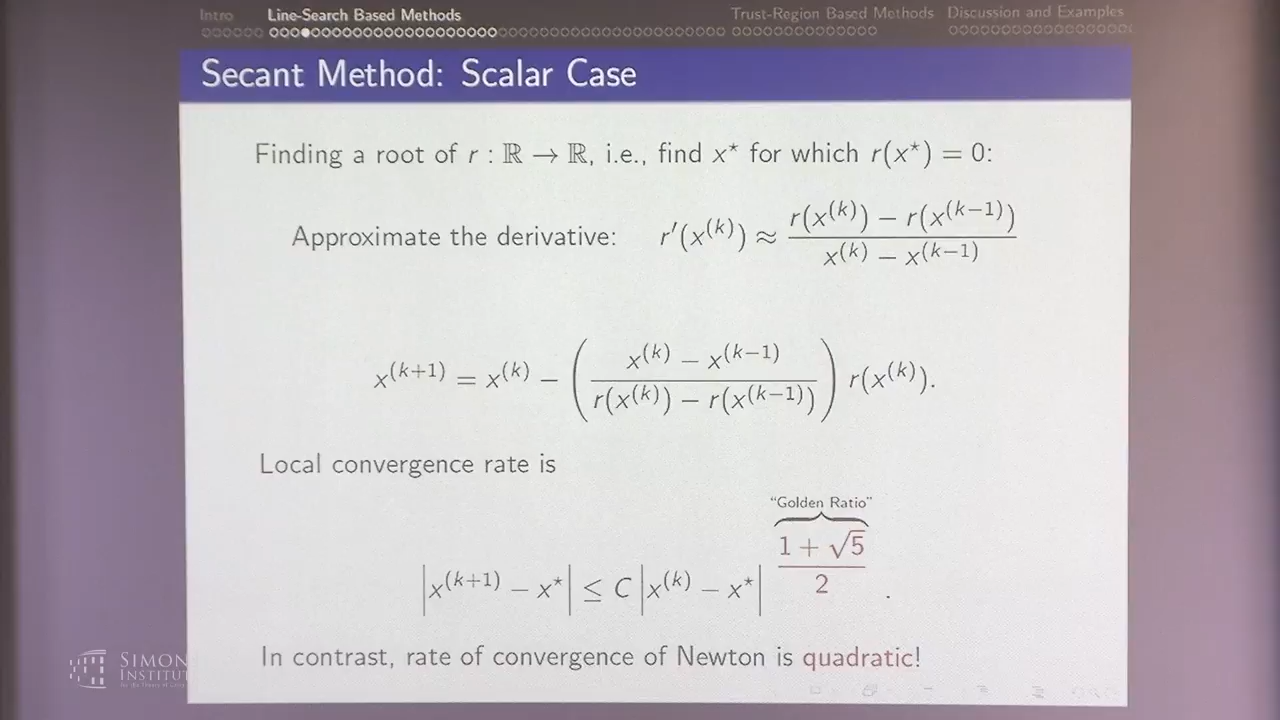 Intro Line-Search Based Methods Trust-Region Based Methods Discussion and Examples
Secant Method: Scalar Case
Finding a root of r : ℝ → ℝ, i.e., find x* for which r(x*) = 0:
Approximate the derivative: r′(x^(k)) ≈ (r(x^(k)) − r(x^(k−1))) / (x^(k) − x^(k−1))
x^(k+1) = x^(k) − ( (x^(k) − x^(k−1)) / (r(x^(k)) − r(x^(k−1))) ) r(x^(k)).
Local convergence rate is
"Golden Ratio"
|x^(k+1) − x*| ≤ C |x^(k) − x*|^((1 + √5) / 2).
In contrast, rate of convergence of Newton is quadratic!
SIMON
INSTITUT